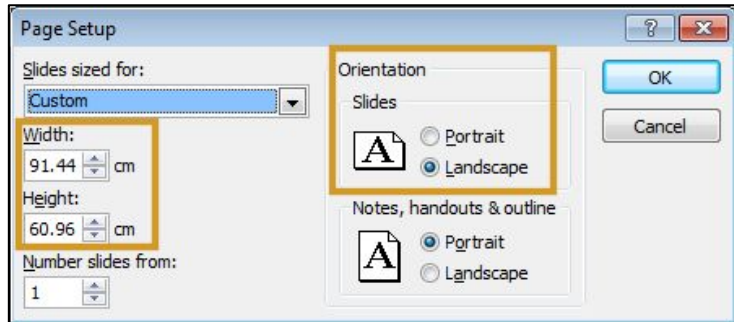 Page Setup
Slides sized for:
Custom
Width:
91.44 cm
Height:
60.96 cm
Number slides from:
1
Orientation
Slides
A
Portrait
Landscape
Notes, handouts & outline
A
Portrait
Landscape
?
OK
Cancel